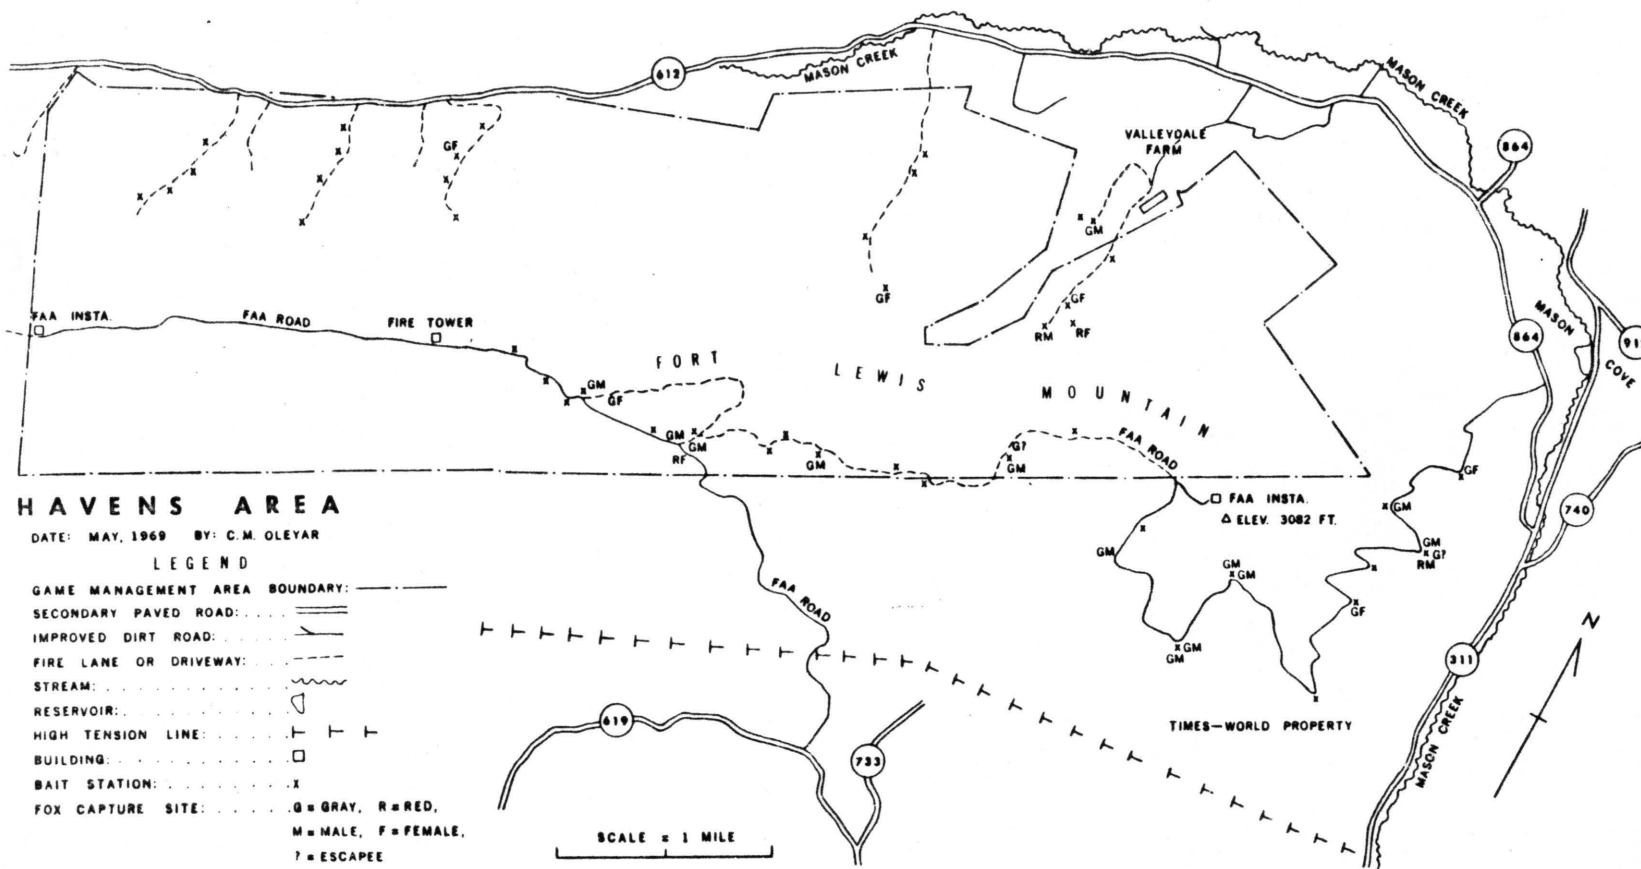 612
MASON CREEK
MASON CREEK
864
VALLEYDALE
FARM
GF
GM
GF
GF
RM
RF
FAA INSTA.
FAA ROAD
FIRE TOWER
864
MASON
COVE
FORT
LEWIS
MOUNTAIN
GM
GF
GM
GM
RF
GM
G?
GM
FAA ROAD
GF
FAA INSTA.
ELEV. 3082 FT.
GM
740
GM
GM
G?
RM
GM
GM
GF
GM
GM
FAA ROAD
311
MASON CREEK
TIMES-WORLD PROPERTY
N
619
733
HAVENS AREA
DATE: MAY, 1969 BY: C.M. OLEYAR
LEGEND
GAME MANAGEMENT AREA BOUNDARY:
SECONDARY PAVED ROAD: . . . .
IMPROVED DIRT ROAD: . . . . .
FIRE LANE OR DRIVEWAY: . . .
STREAM: . . . . . . . . . . . .
RESERVOIR: . . . . . . . . . .
HIGH TENSION LINE: . . . . . .
BUILDING: . . . . . . . . . . .
BAIT STATION: . . . . . . . . x
FOX CAPTURE SITE: . . . . . . G = GRAY, R = RED,
M = MALE, F = FEMALE,
? = ESCAPEE
SCALE = 1 MILE